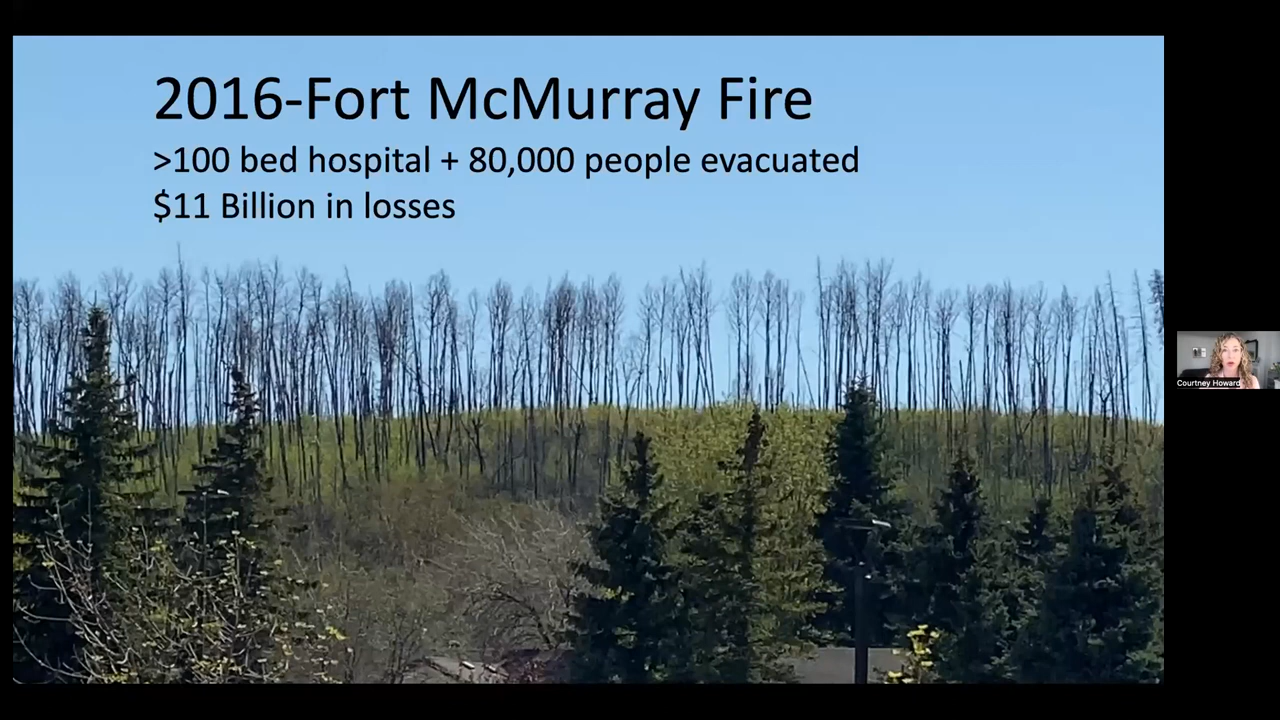 2016-Fort McMurray Fire
>100 bed hospital + 80,000 people evacuated
$11 Billion in losses
Courtney Howard